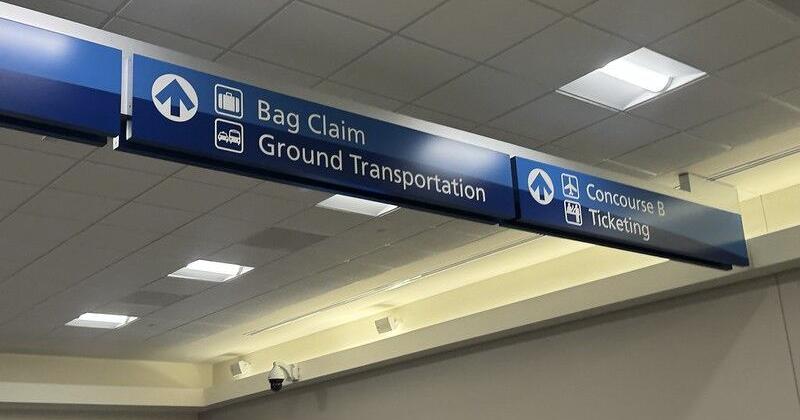 Bag Claim
Ground Transportation
Concourse B
Ticketing